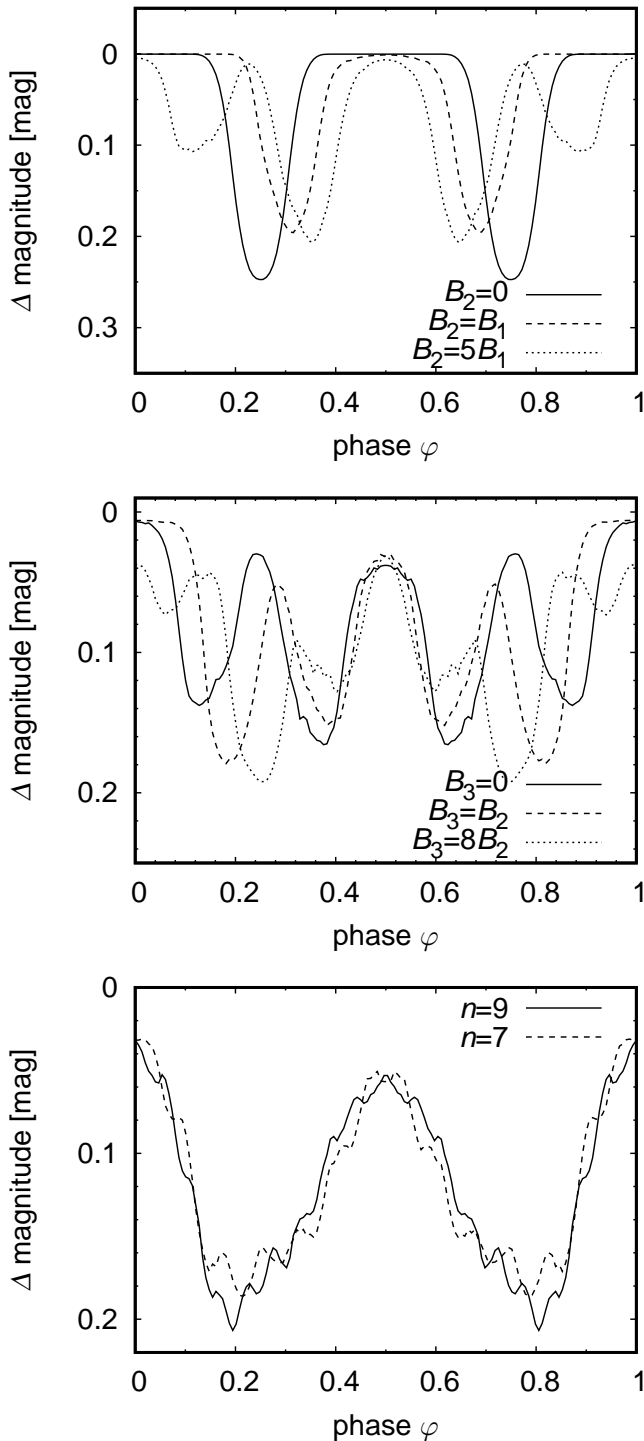 0
0.1
0.2
0.3
Δ magnitude [mag]
B₂=0
B₂=B₁
B₂=5B₁
0 0.2 0.4 0.6 0.8 1
phase φ
0
0.1
0.2
Δ magnitude [mag]
B₃=0
B₃=B₂
B₃=8B₂
0 0.2 0.4 0.6 0.8 1
phase φ
0
0.1
0.2
Δ magnitude [mag]
n=9
n=7
0 0.2 0.4 0.6 0.8 1
phase φ